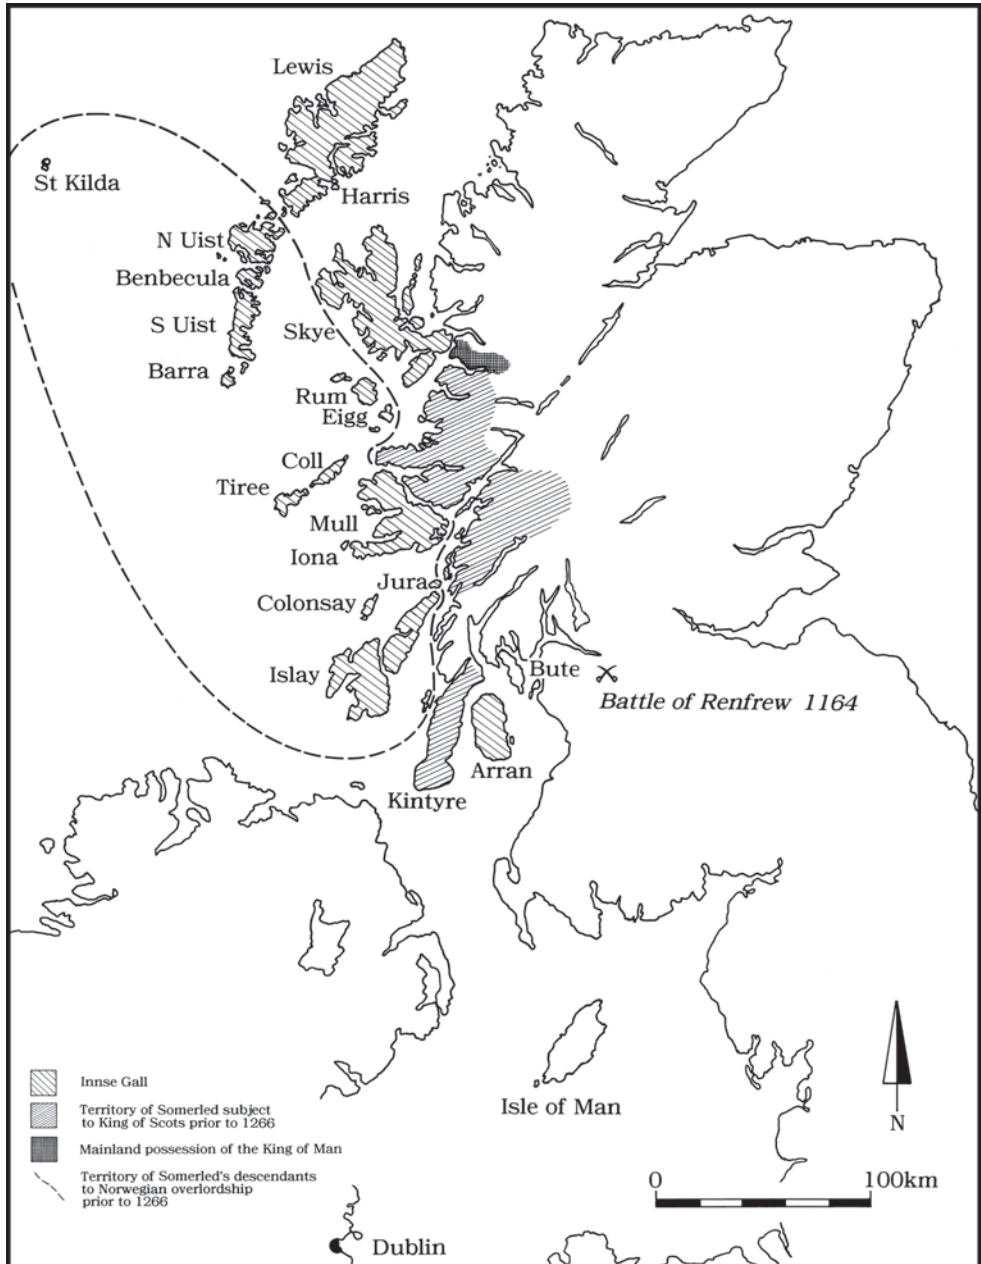 Lewis
St Kilda
Harris
N Uist
Benbecula
S Uist
Skye
Barra
Rum
Eigg
Coll
Tiree
Mull
Iona
Jura
Colonsay
Islay
Bute
Battle of Renfrew 1164
Arran
Kintyre
Innse Gall
Territory of Somerled subject
to King of Scots prior to 1266
Mainland possession of the King of Man
Territory of Somerled's descendants
to Norwegian overlordship
prior to 1266
Isle of Man
N
0
100km
Dublin